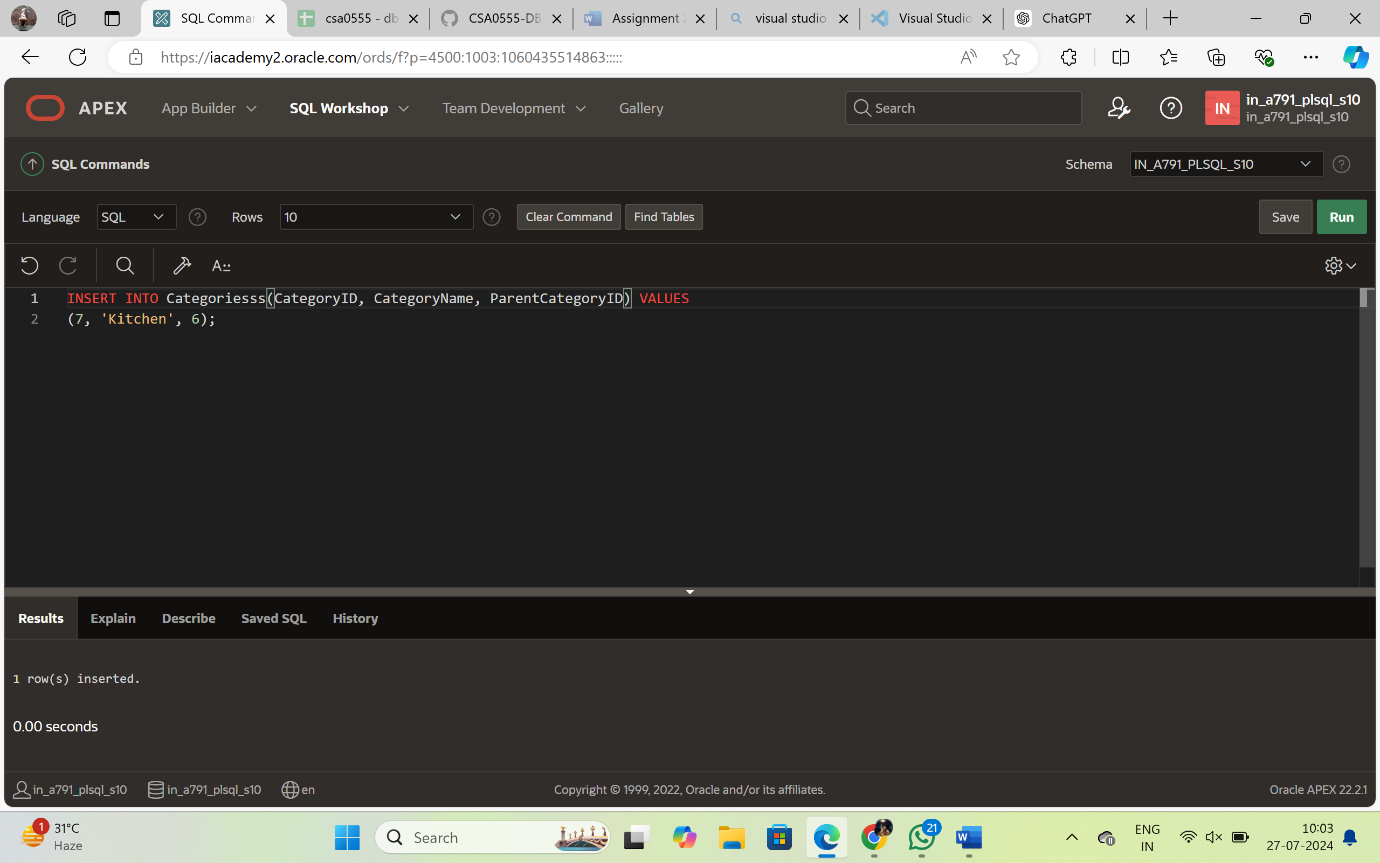 SQL Commar
csa0555 - db
CSA0555-DB
Assignment
visual studio
Visual Studio
ChatGPT
https://iacademy2.oracle.com/ords/f?p=4500:1003:1060435514863:::::
APEX
App Builder
SQL Workshop
Team Development
Gallery
Search
IN
in_a791_plsql_s10
in_a791_plsql_s10
SQL Commands
Schema
IN_A791_PLSQL_S10
Language
SQL
Rows
10
Clear Command
Find Tables
Save
Run
1 INSERT INTO Categoriesss(CategoryID, CategoryName, ParentCategoryID) VALUES
2 (7, 'Kitchen', 6);
Results
Explain
Describe
Saved SQL
History
1 row(s) inserted.
0.00 seconds
in_a791_plsql_s10
in_a791_plsql_s10
en
Copyright © 1999, 2022, Oracle and/or its affiliates.
Oracle APEX 22.2.1
1
31°C
Haze
Search
21
ENG
IN
10:03
27-07-2024